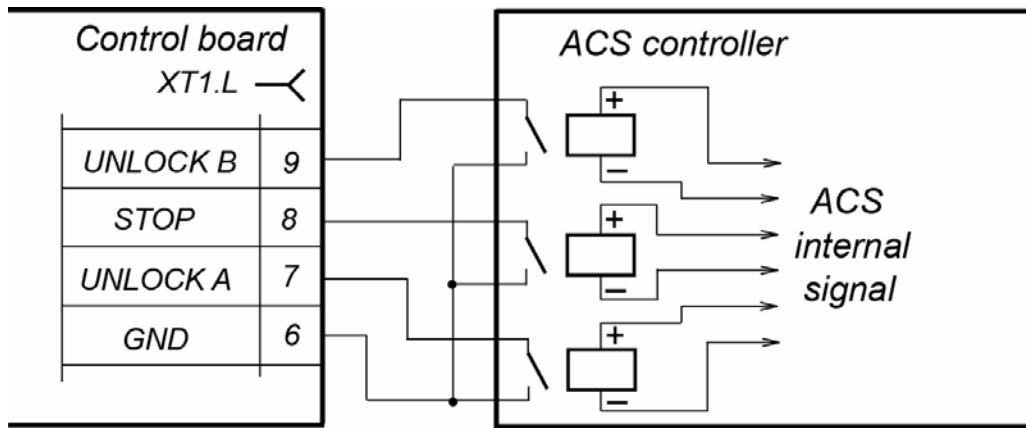 Control board
XT1.L
UNLOCK B 9
STOP 8
UNLOCK A 7
GND 6
ACS controller
+
−
+
−
+
−
ACS
internal
signal